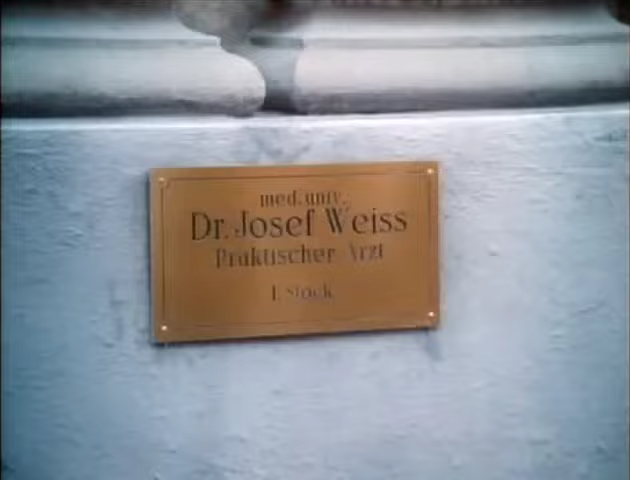 med. univ.
Dr. Josef Weiss
Praktischer Arzt
I. Stock